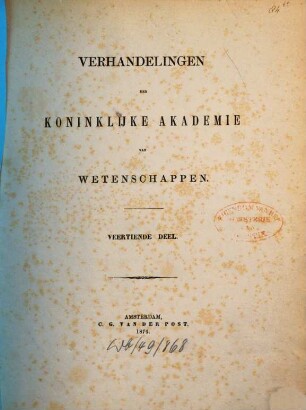 VERHANDELINGEN
DER
KONINKLIJKE AKADEMIE
VAN
WETENSCHAPPEN.
VEERTIENDE DEEL.
AMSTERDAM,
C. G. VAN DER POST.
1874.